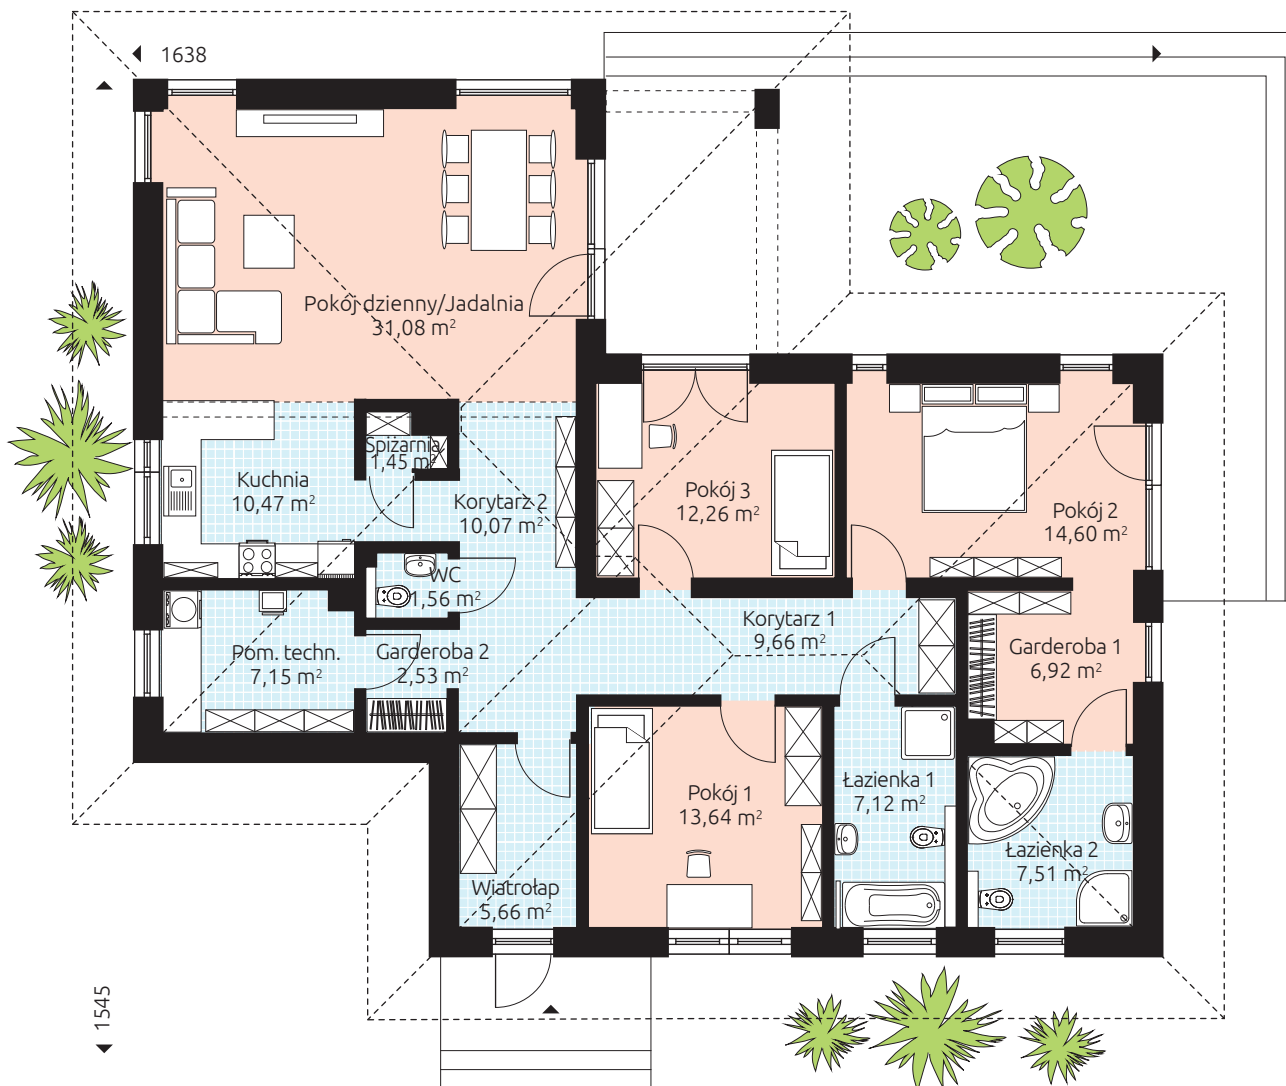 1638
Pokój dzienny/Jadalnia
31,08 m²
Spiżarnia
1,45 m²
Kuchnia
10,47 m²
Korytarz 2
10,07 m²
Pokój 3
12,26 m²
Pokój 2
14,60 m²
WC
1,56 m²
Korytarz 1
9,66 m²
Pom. techn.
7,15 m²
Garderoba 2
2,53 m²
Garderoba 1
6,92 m²
Pokój 1
13,64 m²
Łazienka 1
7,12 m²
Łazienka 2
7,51 m²
Wiatrołap
5,66 m²
1545